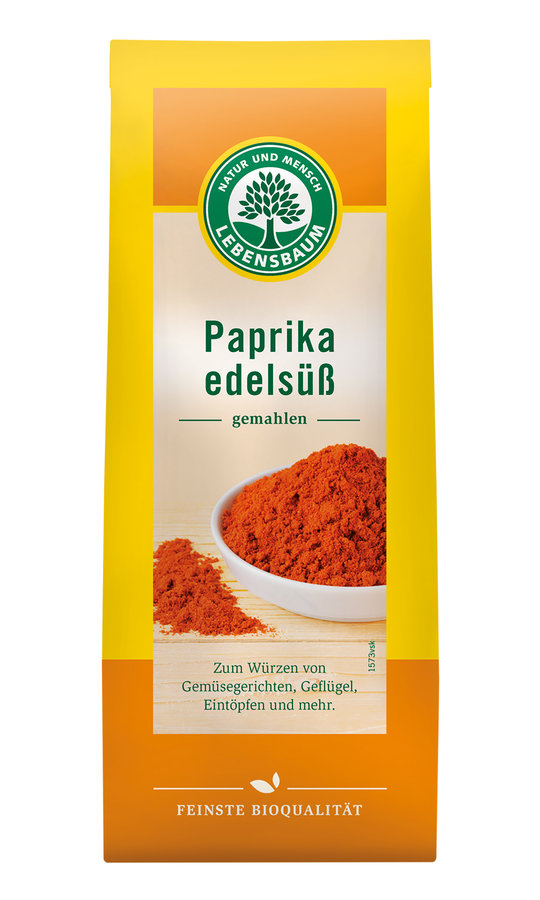 NATUR UND MENSCH
LEBENSBAUM
Paprika
edelsüß
gemahlen
1573vsk
Zum Würzen von
Gemüsegerichten, Geflügel,
Eintöpfen und mehr.
FEINSTE BIOQUALITÄT